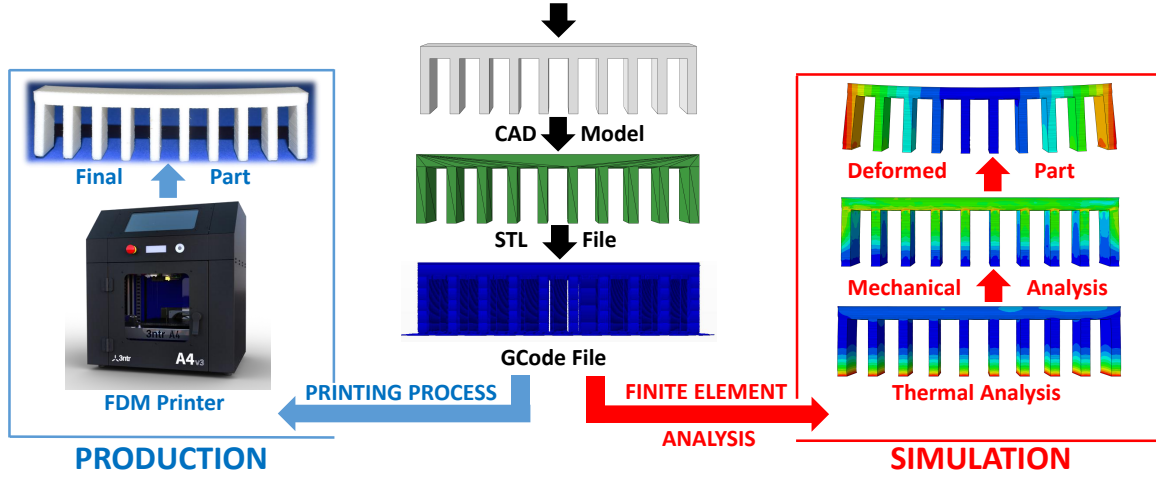 CAD Model
STL File
GCode File
PRINTING PROCESS
FINITE ELEMENT
ANALYSIS
Final Part
3ntr A4
3ntr
A4v3
FDM Printer
PRODUCTION
Deformed Part
Mechanical Analysis
Thermal Analysis
SIMULATION